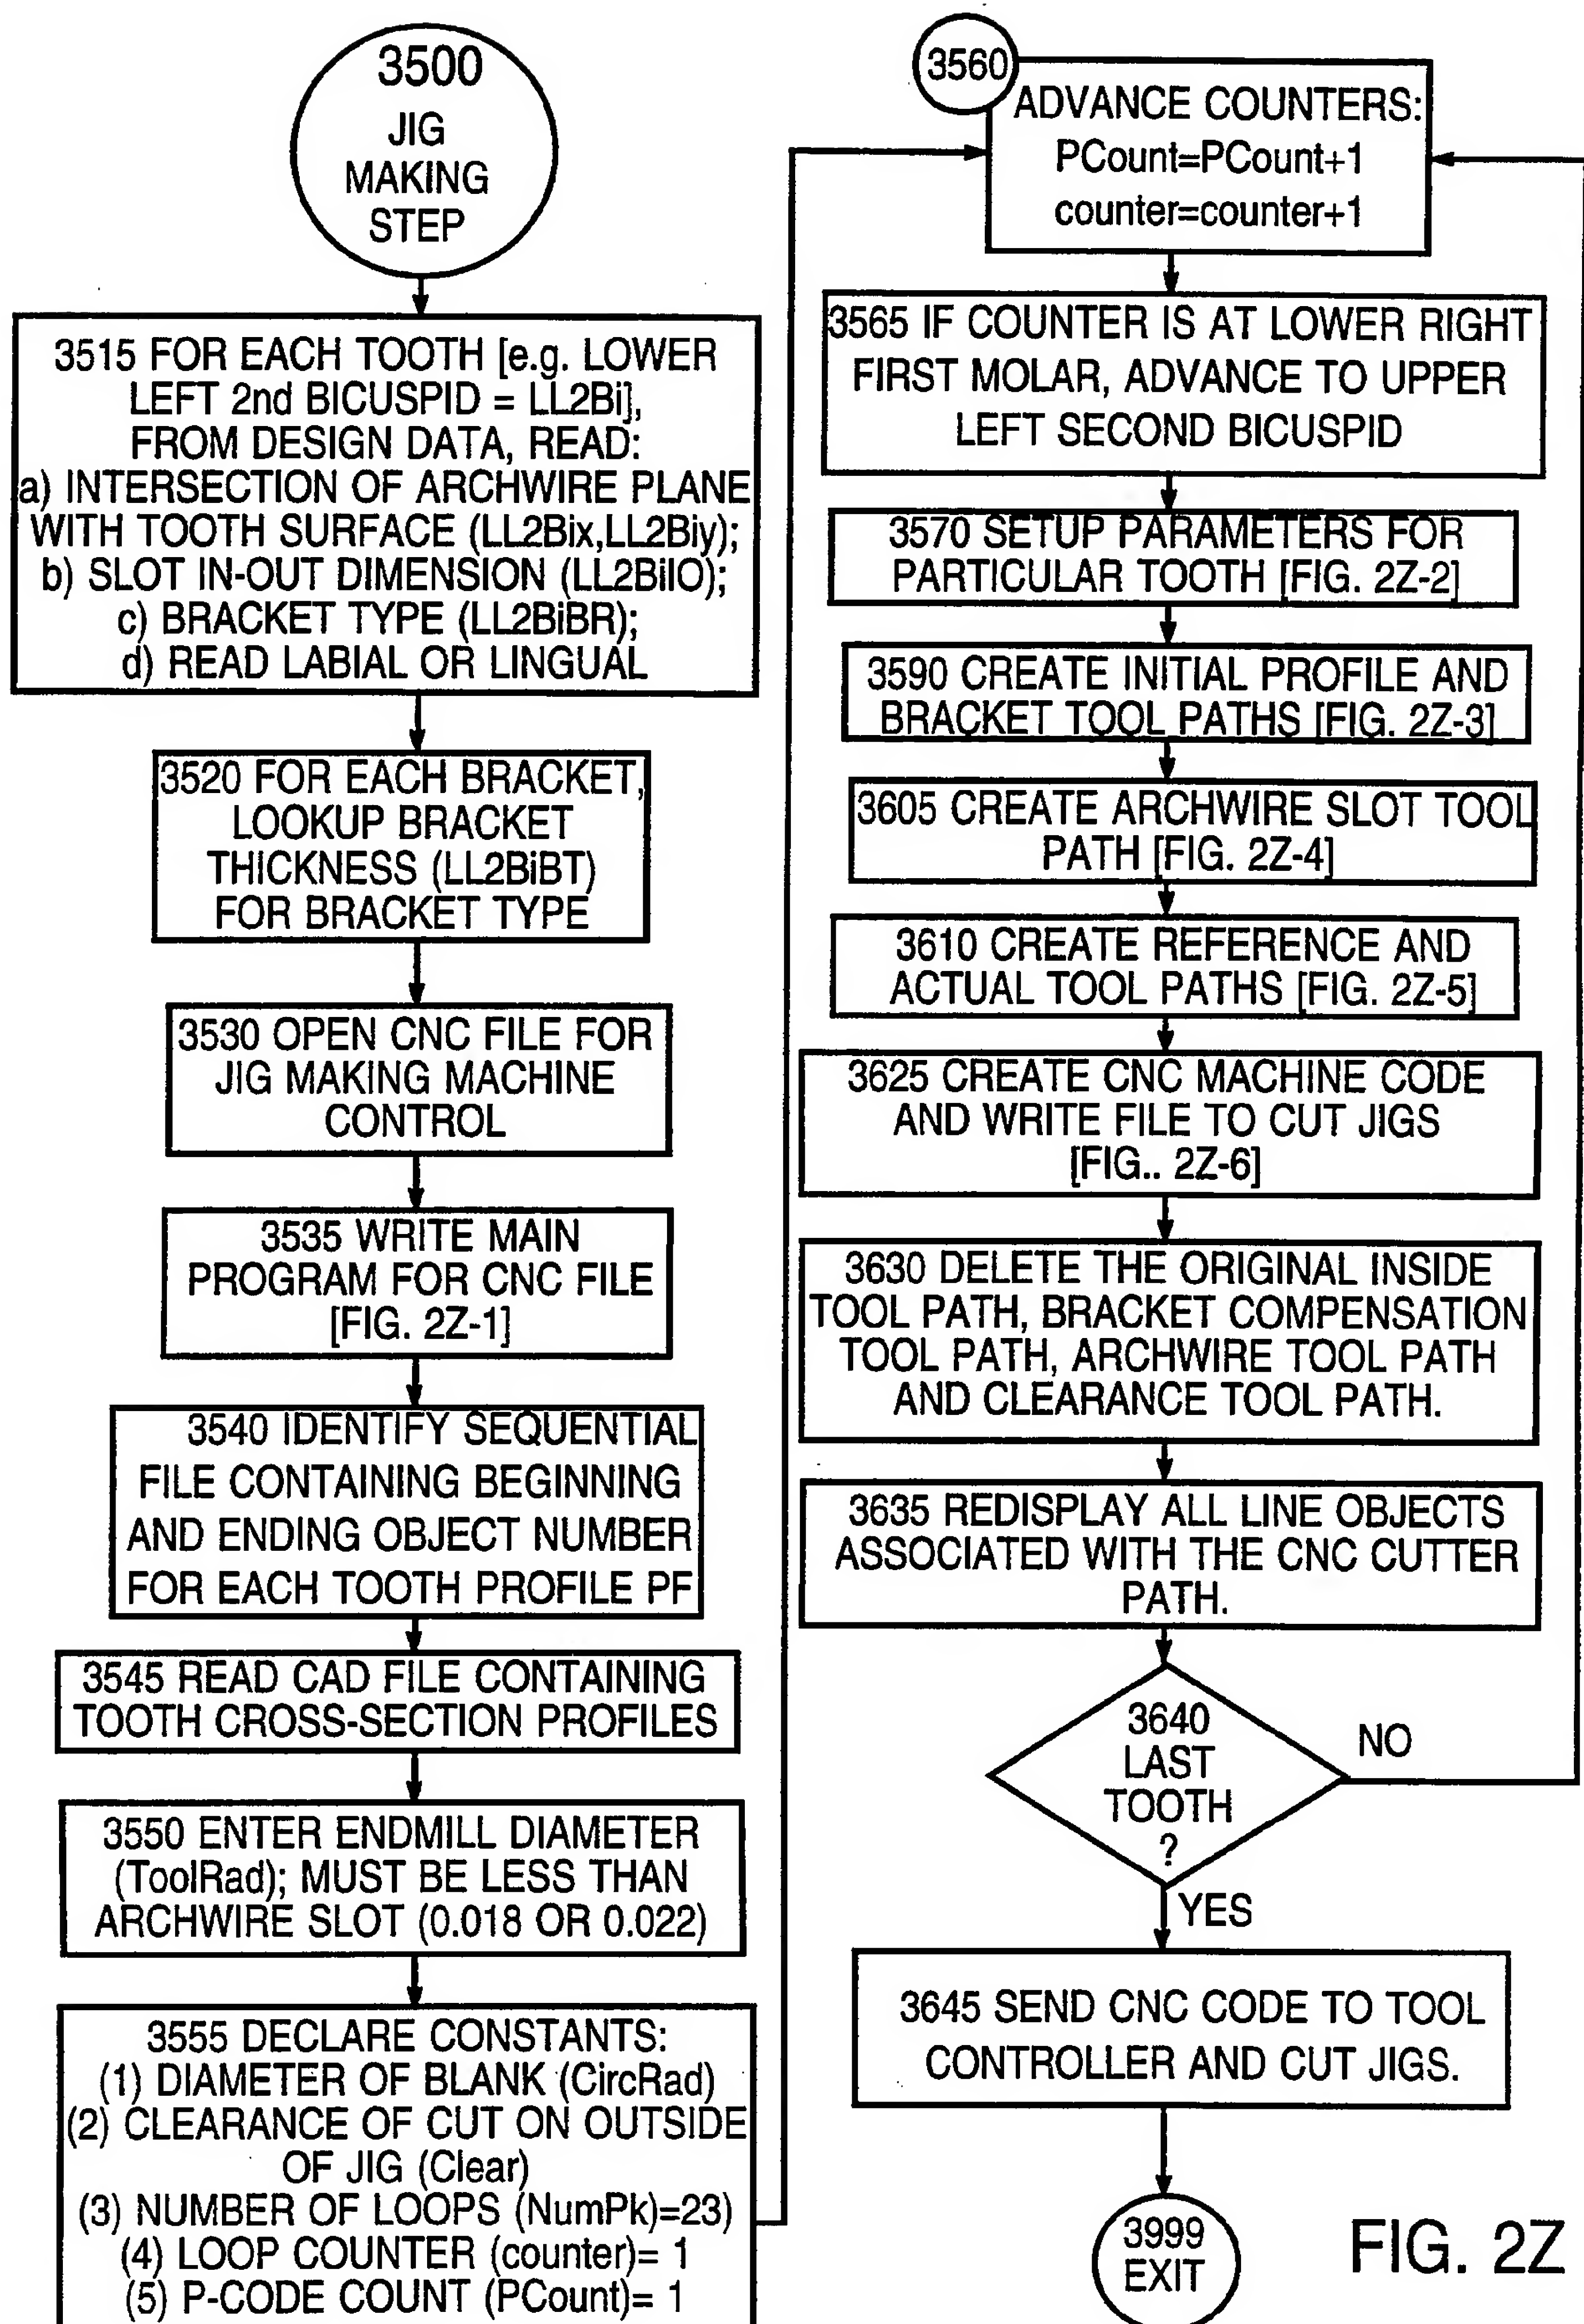 3500
JIG
MAKING
STEP
3515 FOR EACH TOOTH [e.g. LOWER
LEFT 2nd BICUSPID = LL2Bi],
FROM DESIGN DATA, READ:
a) INTERSECTION OF ARCHWIRE PLANE
WITH TOOTH SURFACE (LL2Bix,LL2Biy);
b) SLOT IN-OUT DIMENSION (LL2BiIO);
c) BRACKET TYPE (LL2BiBR);
d) READ LABIAL OR LINGUAL
3520 FOR EACH BRACKET,
LOOKUP BRACKET
THICKNESS (LL2BiBT)
FOR BRACKET TYPE
3530 OPEN CNC FILE FOR
JIG MAKING MACHINE
CONTROL
3535 WRITE MAIN
PROGRAM FOR CNC FILE
[FIG. 2Z-1]
3540 IDENTIFY SEQUENTIAL
FILE CONTAINING BEGINNING
AND ENDING OBJECT NUMBER
FOR EACH TOOTH PROFILE PF
3545 READ CAD FILE CONTAINING
TOOTH CROSS-SECTION PROFILES
3550 ENTER ENDMILL DIAMETER
(ToolRad); MUST BE LESS THAN
ARCHWIRE SLOT (0.018 OR 0.022)
3555 DECLARE CONSTANTS:
(1) DIAMETER OF BLANK (CircRad)
(2) CLEARANCE OF CUT ON OUTSIDE
OF JIG (Clear)
(3) NUMBER OF LOOPS (NumPk)=23)
(4) LOOP COUNTER (counter)= 1
(5) P-CODE COUNT (PCount)= 1
3560
ADVANCE COUNTERS:
PCount=PCount+1
counter=counter+1
3565 IF COUNTER IS AT LOWER RIGHT
FIRST MOLAR, ADVANCE TO UPPER
LEFT SECOND BICUSPID
3570 SETUP PARAMETERS FOR
PARTICULAR TOOTH [FIG. 2Z-2]
3590 CREATE INITIAL PROFILE AND
BRACKET TOOL PATHS [FIG. 2Z-3]
3605 CREATE ARCHWIRE SLOT TOOL
PATH [FIG. 2Z-4]
3610 CREATE REFERENCE AND
ACTUAL TOOL PATHS [FIG. 2Z-5]
3625 CREATE CNC MACHINE CODE
AND WRITE FILE TO CUT JIGS
[FIG.. 2Z-6]
3630 DELETE THE ORIGINAL INSIDE
TOOL PATH, BRACKET COMPENSATION
TOOL PATH, ARCHWIRE TOOL PATH
AND CLEARANCE TOOL PATH.
3635 REDISPLAY ALL LINE OBJECTS
ASSOCIATED WITH THE CNC CUTTER
PATH.
3640
LAST
TOOTH
?
NO
YES
3645 SEND CNC CODE TO TOOL
CONTROLLER AND CUT JIGS.
3999
EXIT
FIG. 2Z